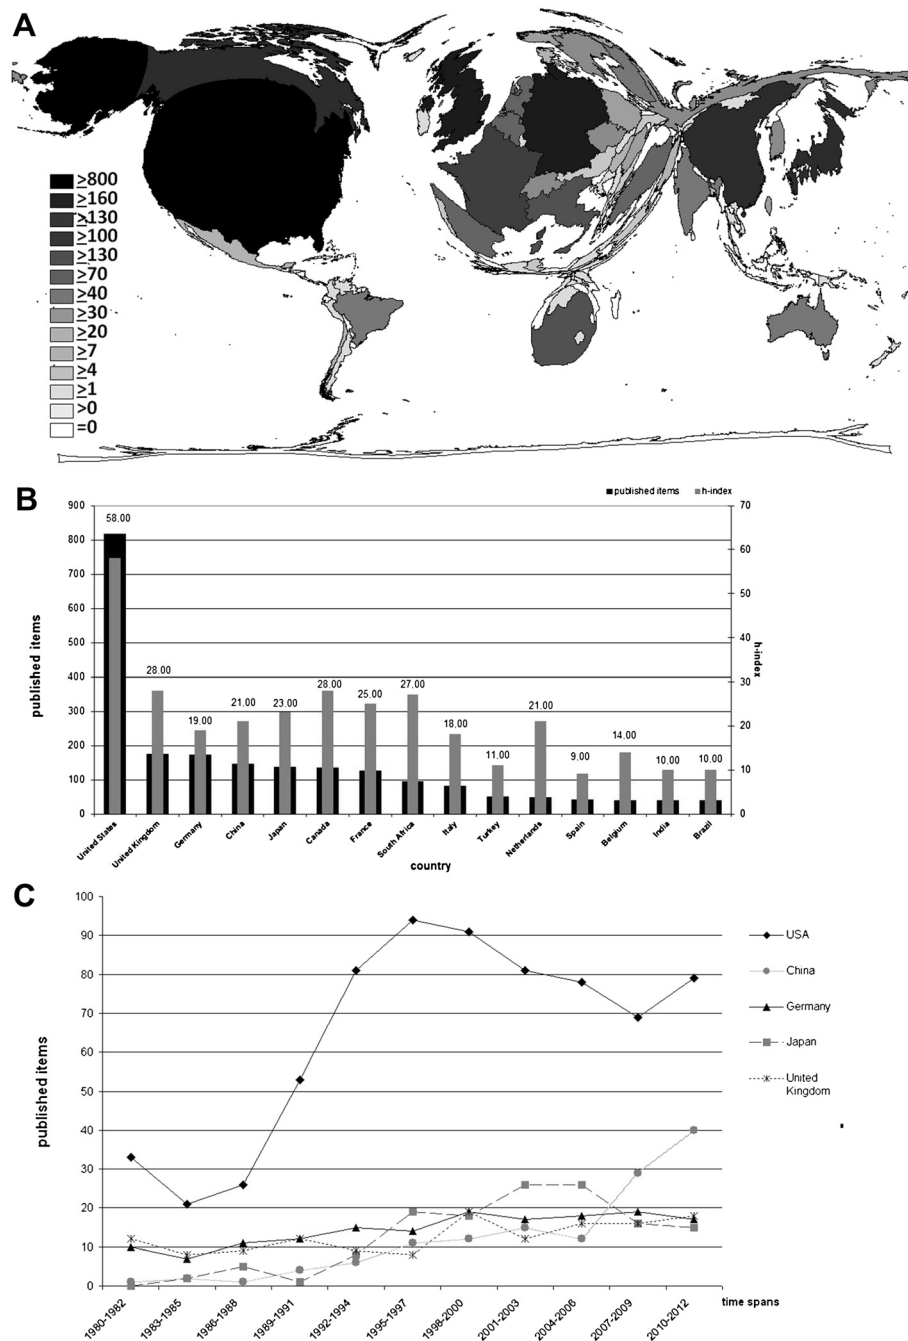 A
≥800
≥160
≥130
≥100
≥130
≥70
≥40
≥30
≥20
≥7
≥4
≥1
>0
=0
B
published items
h-index
900
800
700
600
500
400
300
200
100
0
published items
70
60
50
40
30
20
10
0
h-index
58.00
28.00
19.00
21.00
23.00
28.00
25.00
27.00
18.00
11.00
21.00
9.00
14.00
10.00
10.00
United States
United Kingdom
Germany
China
Japan
Canada
France
South Africa
Italy
Turkey
Netherlands
Spain
Belgium
India
Brazil
country
C
100
90
80
70
60
50
40
30
20
10
0
published items
USA
China
Germany
Japan
United
Kingdom
1980-1982
1983-1985
1986-1988
1989-1991
1992-1994
1995-1997
1998-2000
2001-2003
2004-2006
2007-2009
2010-2012
time spans